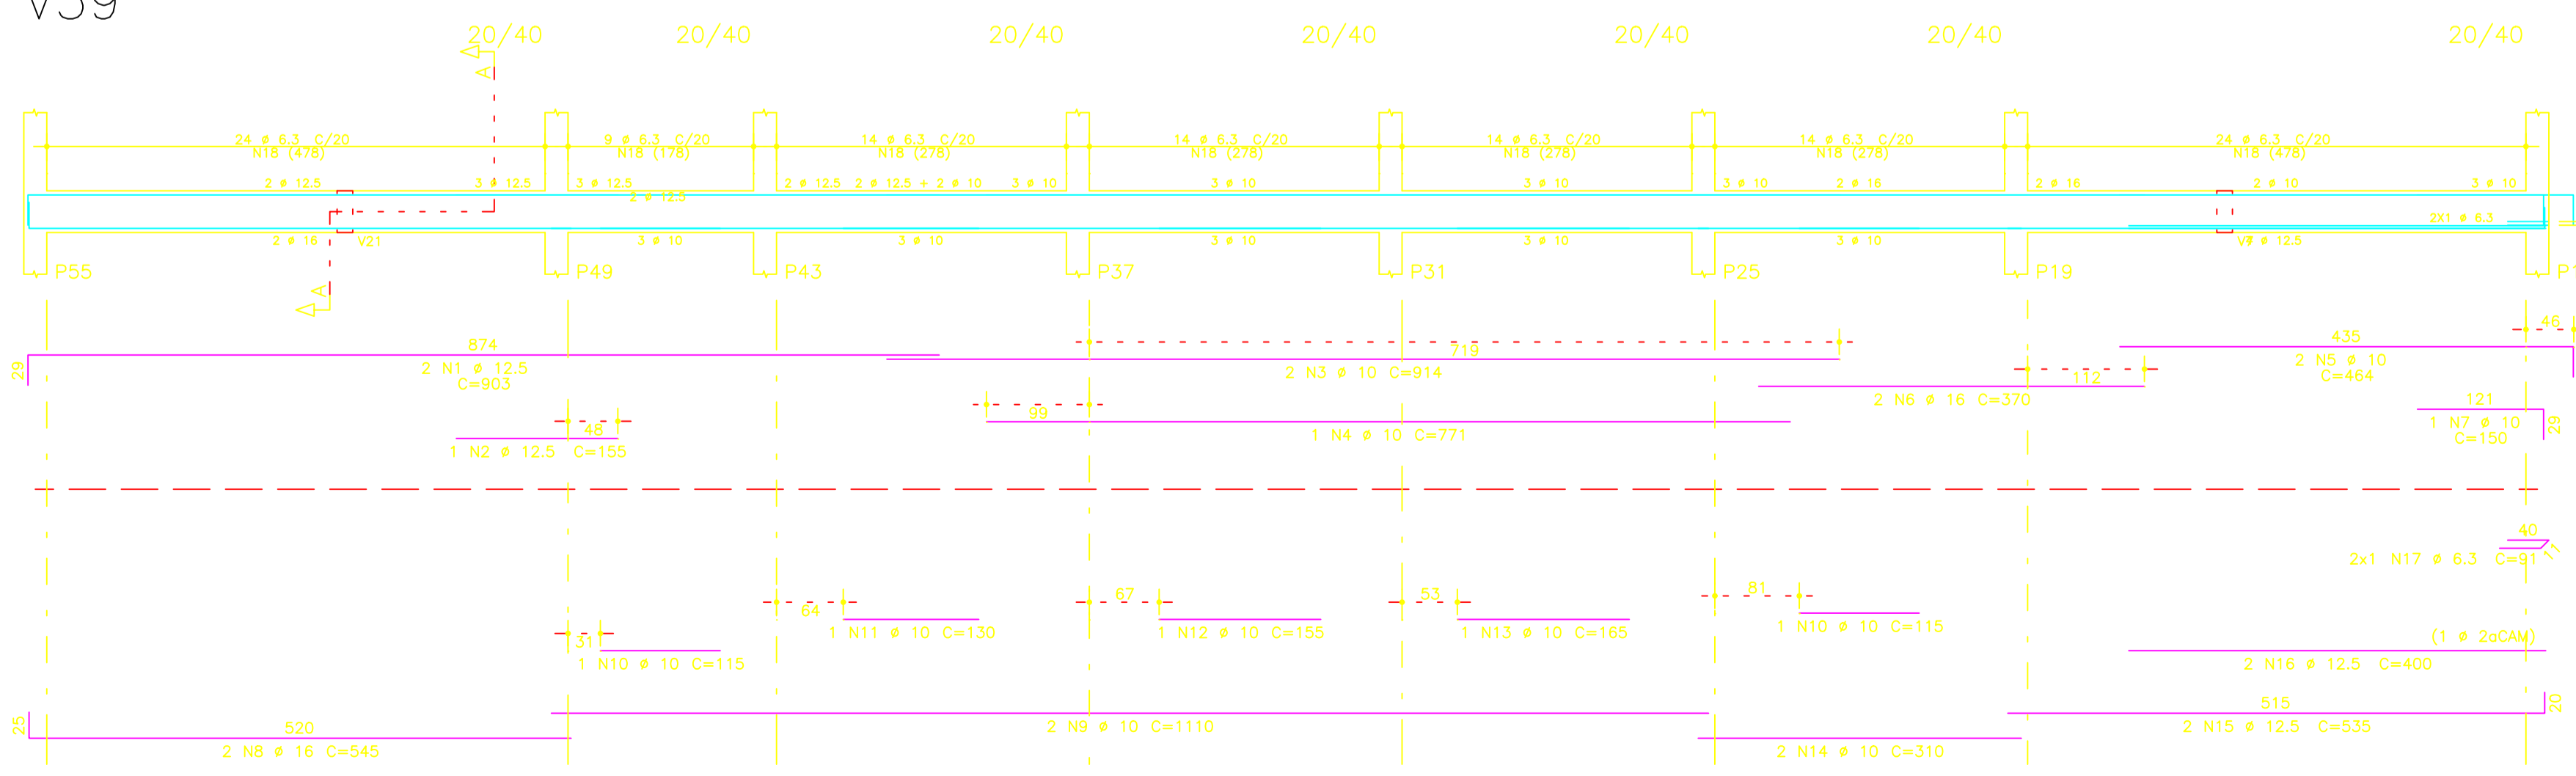 V39
20/40 20/40 20/40 20/40 20/40 20/40 20/40
A
24 ø 6.3 C/20 9 ø 6.3 C/20 14 ø 6.3 C/20 14 ø 6.3 C/20 14 ø 6.3 C/20 14 ø 6.3 C/20 24 ø 6.3 C/20
N18 (478) N18 (178) N18 (278) N18 (278) N18 (278) N18 (278) N18 (478)
2 ø 12.5 3 ø 12.5 3 ø 12.5 2 ø 12.5 2 ø 12.5 + 2 ø 10 3 ø 10 3 ø 10 3 ø 10 3 ø 10 2 ø 16 2 ø 16 2 ø 10 3 ø 10
2 ø 12.5
2X1 ø 6.3
2 ø 16 V21 3 ø 10 3 ø 10 3 ø 10 3 ø 10 3 ø 10 ø 12.5
P55 P49 P43 P37 P31 P25 P19
A
46
874 719 435
29 2 N1 ø 12.5 2 N3 ø 10 C=914 2 N5 ø 10
C=903 C=464
112
2 N6 ø 16 C=370
99 121
48 1 N4 ø 10 C=771 1 N7 ø 10 29
1 N2 ø 12.5 C=155 C=150
40
2x1 N17 ø 6.3 C=91 11
64 67 53 81
1 N11 ø 10 C=130 1 N12 ø 10 C=155 1 N13 ø 10 C=165 1 N10 ø 10 C=115
31 (1 ø 2aCAM)
1 N10 ø 10 C=115 2 N16 ø 12.5 C=400
25 520 2 N9 ø 10 C=1110 515 20
2 N15 ø 12.5 C=535
2 N8 ø 16 C=545 2 N14 ø 10 C=310